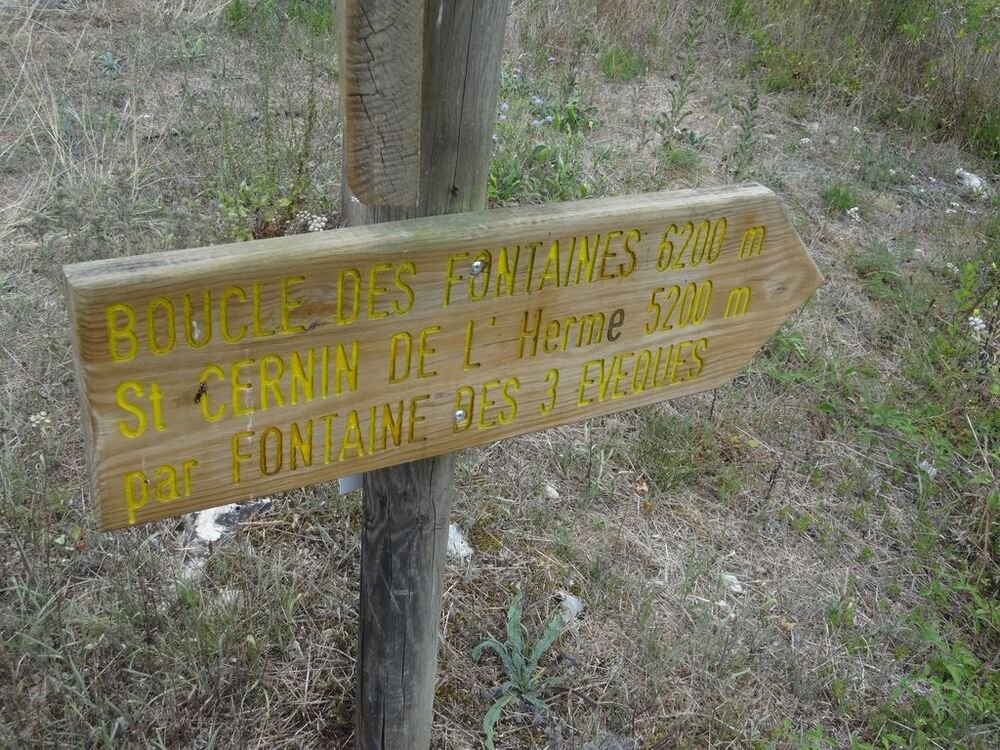 BOUCLE DES FONTAINES 6200 m
St CERNIN DE L' Herme 5200 m
par FONTAINE DES 3 EVEQUES